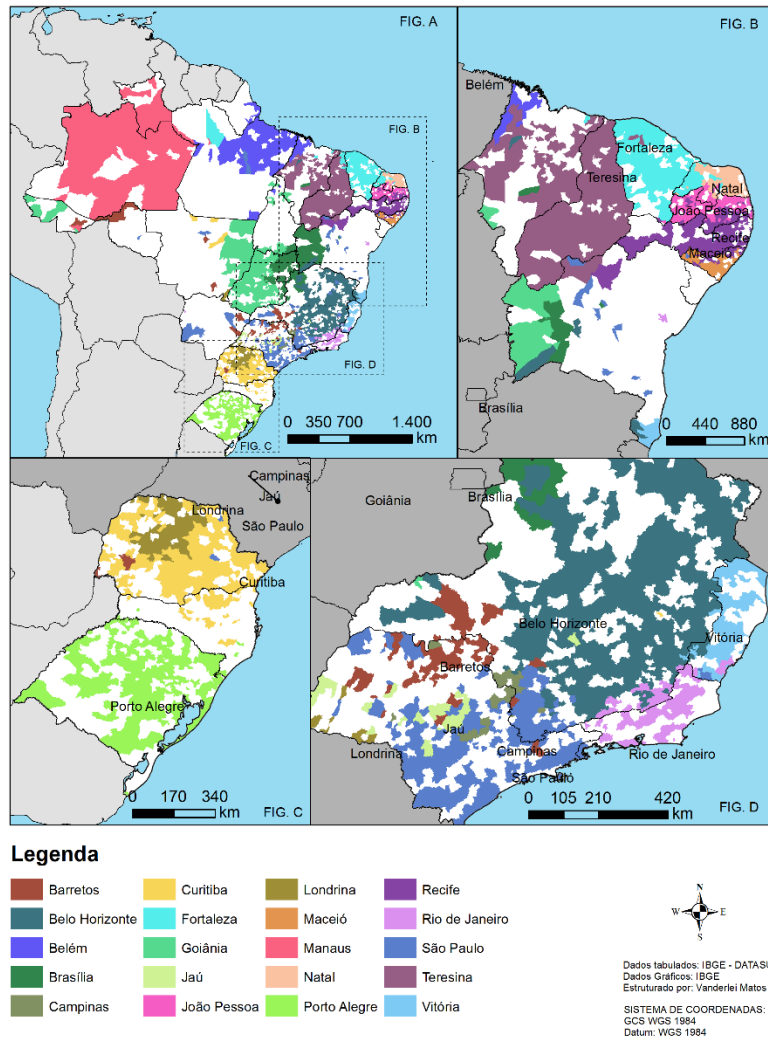 FIG. A
FIG. B
FIG. D
FIG. C
0 350 700 1.400
km
FIG. B
Belém
Fortaleza
Teresina
Natal
João Pessoa
Recife
Maceió
Brasília
0 440 880
km
Campinas
Jaú
Londrina
São Paulo
Curitiba
Porto Alegre
0 170 340
km
FIG. C
Goiânia
Brasília
Belo Horizonte
Vitória
Barretos
Jaú
Campinas
Londrina
São Paulo
Rio de Janeiro
0 105 210 420
km
FIG. D
Legenda
Barretos Curitiba Londrina Recife
Belo Horizonte Fortaleza Maceió Rio de Janeiro
Belém Goiânia Manaus São Paulo
Brasília Jaú Natal Teresina
Campinas João Pessoa Porto Alegre Vitória
N
W E
S
Dados tabulados: IBGE - DATASU
Dados Gráficos: IBGE
Estruturado por: Vanderlei Matos
SISTEMA DE COORDENADAS:
GCS WGS 1984
Datum: WGS 1984